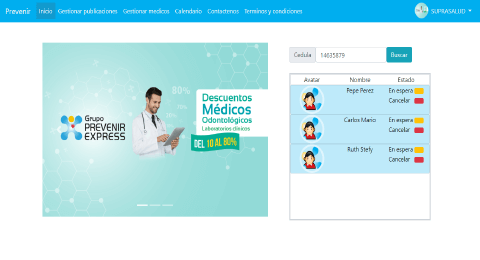 Prevenir Inicio Gestionar publicaciones Gestionar medicos Calendario Contactenos Terminos y condiciones SUPRASALUD
Cedula 14635879 Buscar
80%
Grupo
PREVENIR
EXPRESS
Descuentos
Médicos
Odontológicos
Laboratorios clínicos
DEL 10 AL 80%
Avatar Nombre Estado
Pepe Perez En espera
Cancelar
Carlos Mario En espera
Cancelar
Ruth Stefy En espera
Cancelar